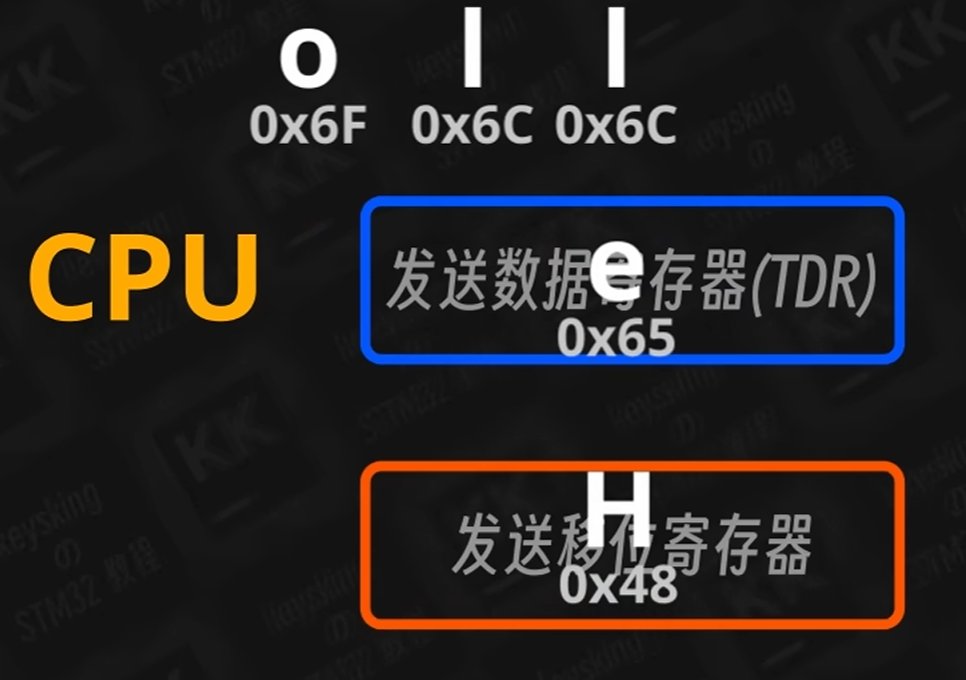 o l l
0x6F 0x6C 0x6C
CPU
发送数据寄存器(TDR)
e
0x65
发送移位寄存器
H
0x48
KK
keysking
の
STM32 教程